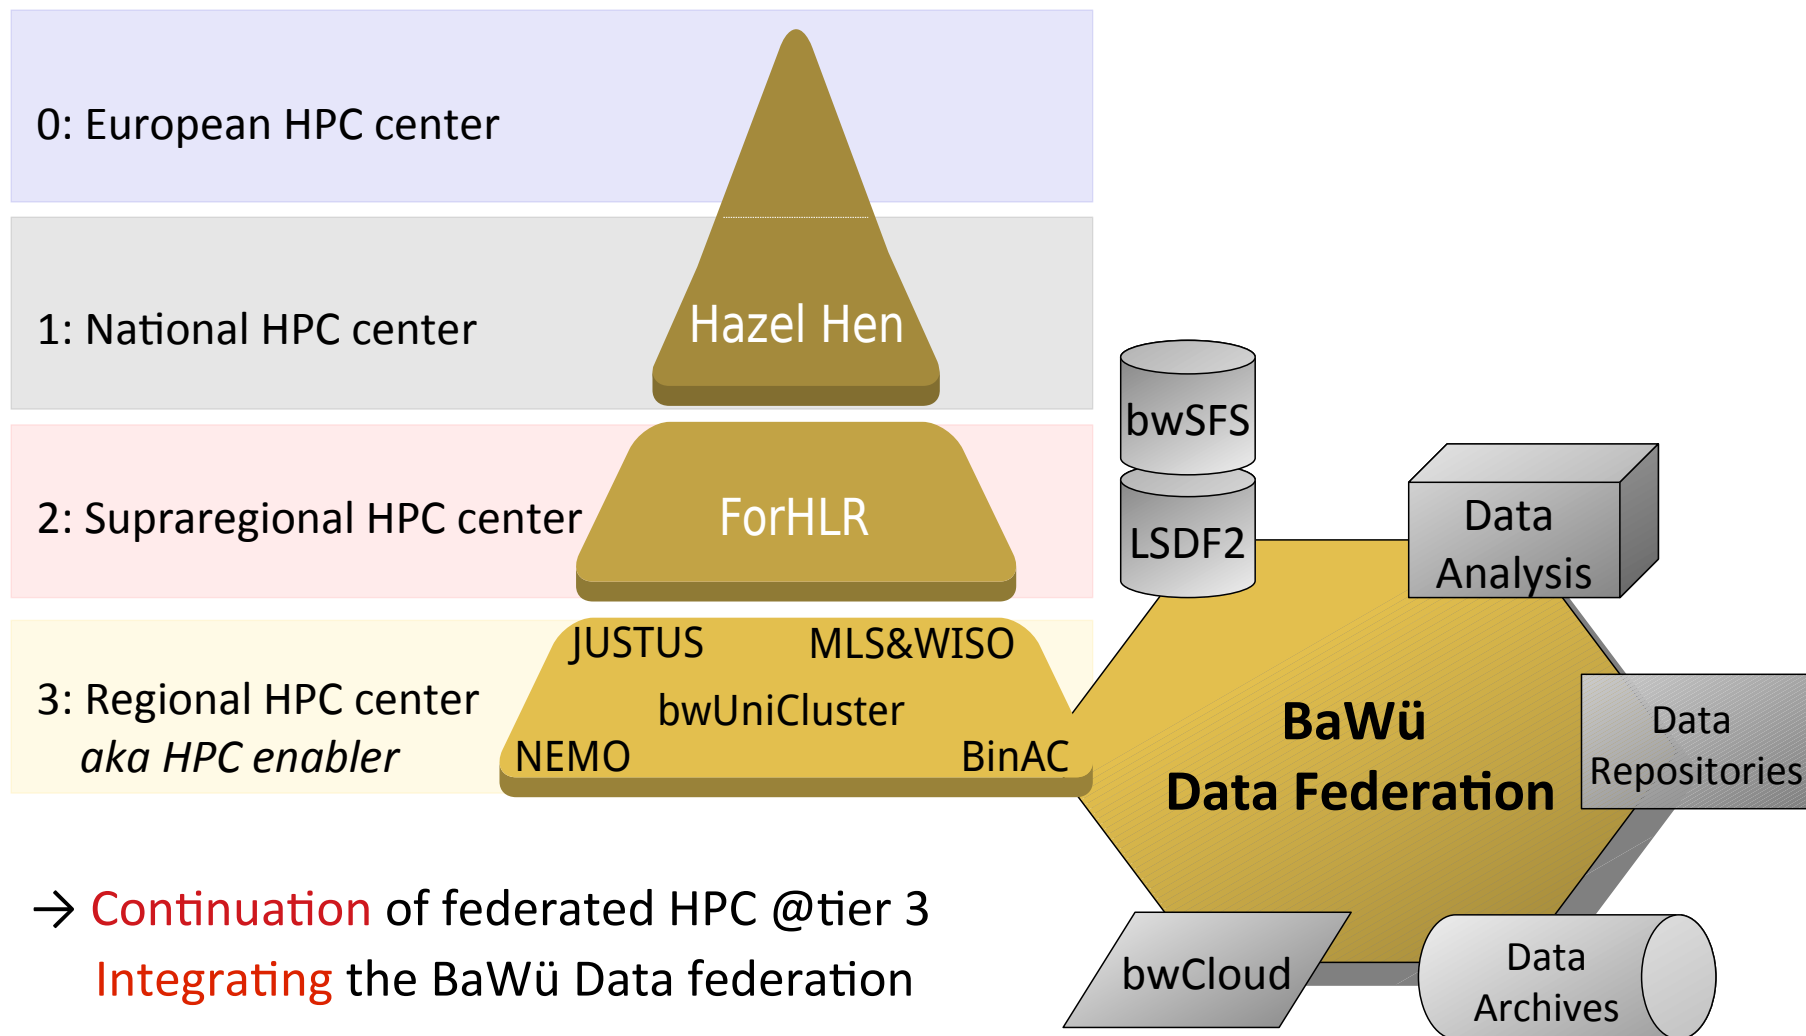 0: European HPC center
1: National HPC center
Hazel Hen
2: Supraregional HPC center
ForHLR
3: Regional HPC center
aka HPC enabler
JUSTUS
MLS&WISO
bwUniCluster
NEMO
BinAC
bwSFS
LSDF2
Data
Analysis
BaWü
Data Federation
Data
Repositories
bwCloud
Data
Archives
→ Continuation of federated HPC @tier 3
Integrating the BaWü Data federation